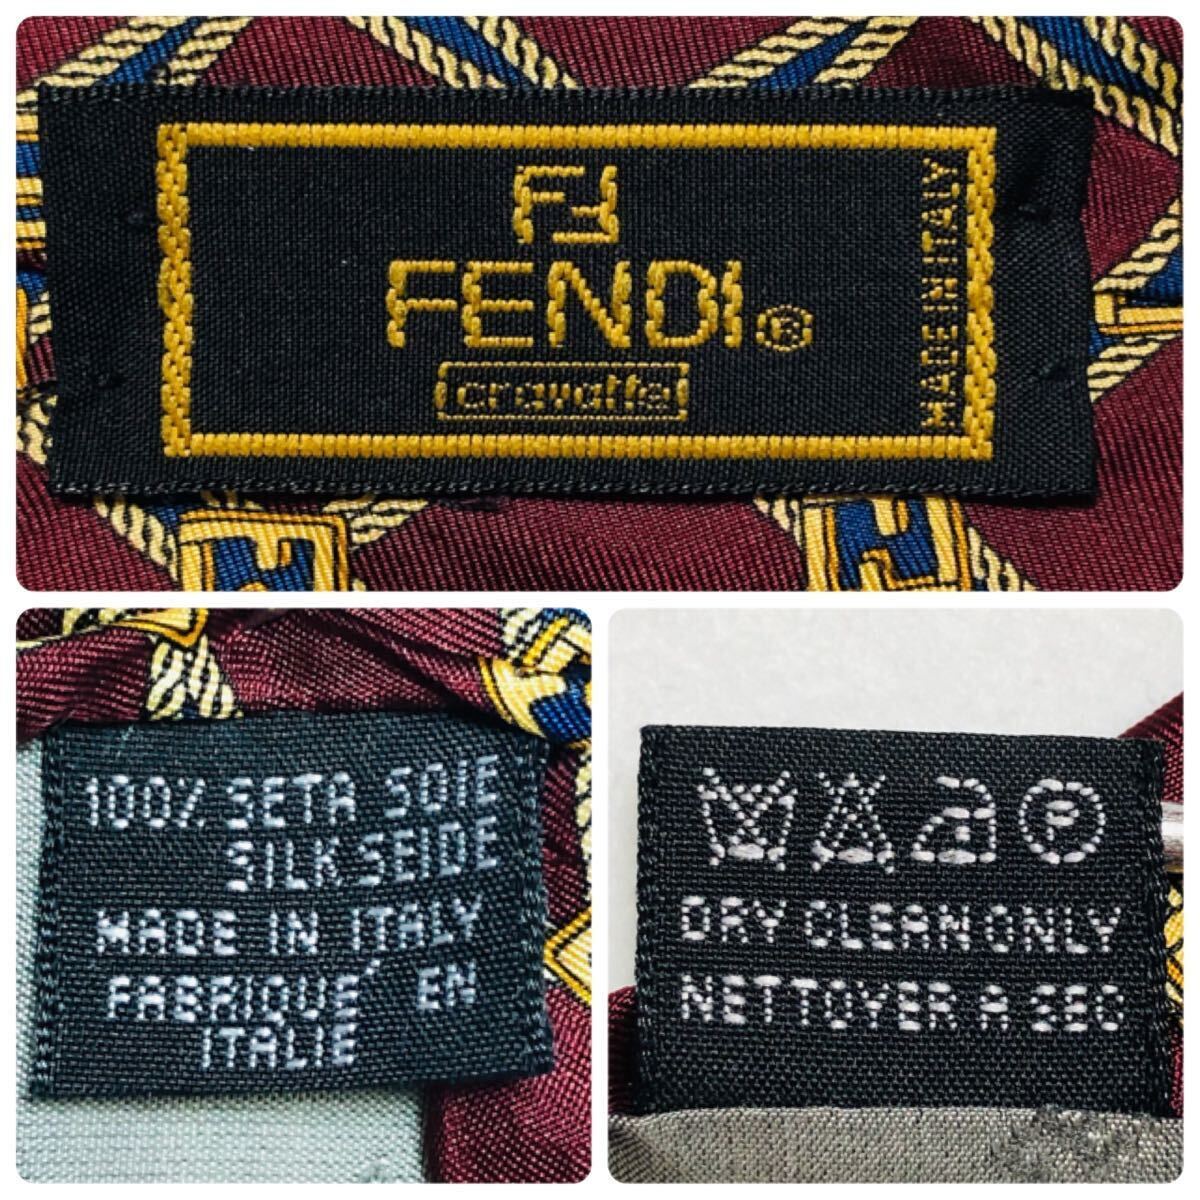 FF
FENDI®
cravatte
MADE IN ITALY
100% SETA SOIE
SILK SEIDE
MADE IN ITALY
FABRIQUÉ EN
ITALIE
F
DRY CLEAN ONLY
NETTOYER A SEC